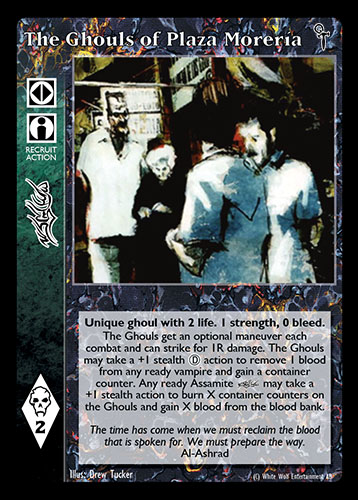 The Ghouls of Plaza Moreria
RECRUIT
ACTION
Unique ghoul with 2 life. 1 strength, 0 bleed.
The Ghouls get an optional maneuver each
combat and can strike for 1R damage. The Ghouls
may take a +1 stealth Ⓓ action to remove 1 blood
from any ready vampire and gain a container
counter. Any ready Assamite may take a
+1 stealth action to burn X container counters on
the Ghouls and gain X blood from the blood bank.
The time has come when we must reclaim the blood
that is spoken for. We must prepare the way.
Al-Ashrad
2
Illus: Drew Tucker
(C) White Wolf Entertainment AB